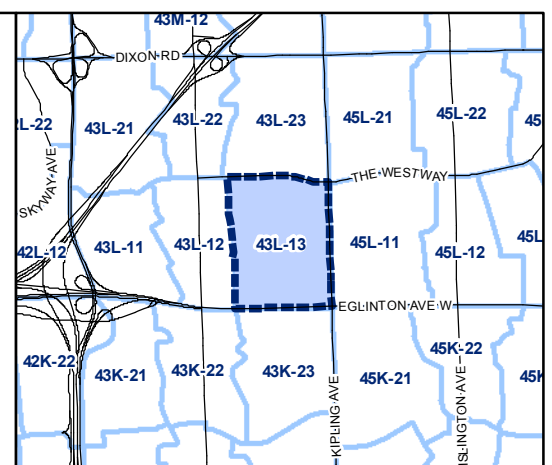 43M-12
DIXON RD
L-22
43L-21
43L-22
43L-23
45L-21
45L-22
45
SKYWAY AVE
THE WESTWAY
42L-12
43L-11
43L-12
43L-13
45L-11
45L-12
45L
EGLINTON AVE W
42K-22
43K-21
43K-22
43K-23
45K-21
45K-22
45K
KIPLING AVE
ISLINGTON AVE